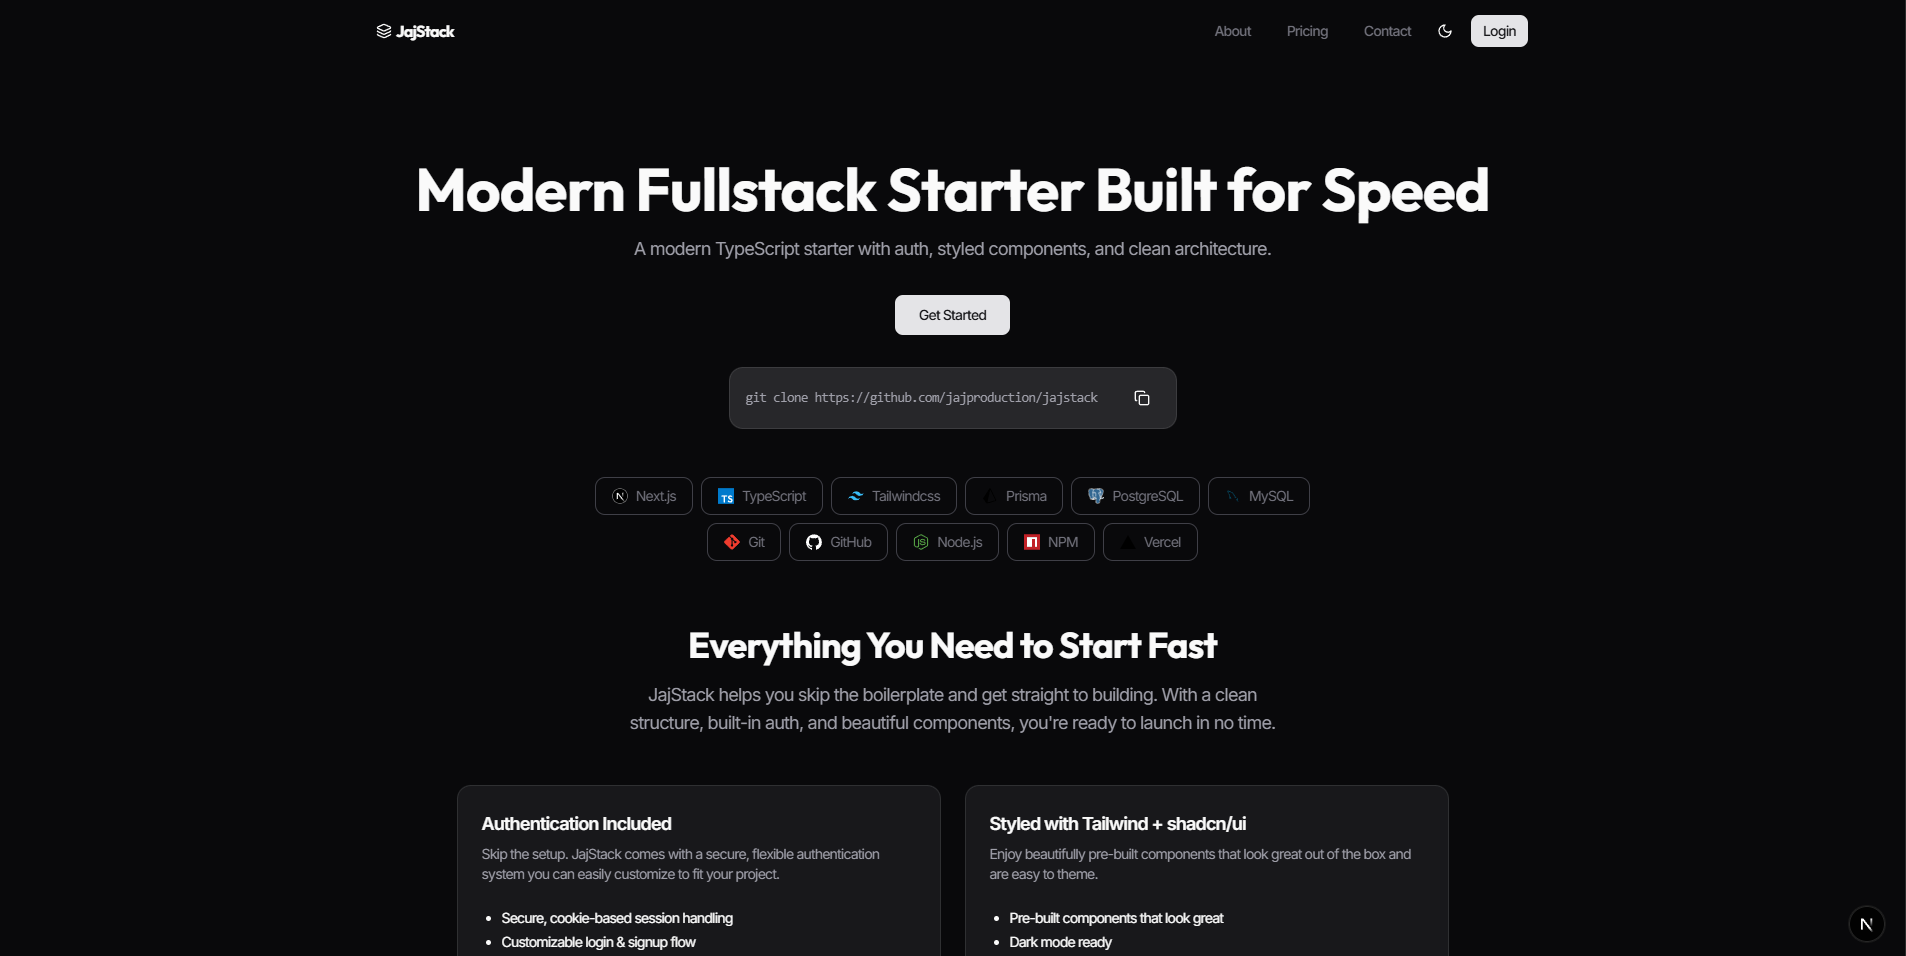 JajStack
About
Pricing
Contact
Login
Modern Fullstack Starter Built for Speed
A modern TypeScript starter with auth, styled components, and clean architecture.
Get Started
git clone https://github.com/jajproduction/jajstack
Next.js
TypeScript
Tailwindcss
Prisma
PostgreSQL
MySQL
Git
GitHub
Node.js
NPM
Vercel
Everything You Need to Start Fast
JajStack helps you skip the boilerplate and get straight to building. With a clean
structure, built-in auth, and beautiful components, you're ready to launch in no time.
Authentication Included
Skip the setup. JajStack comes with a secure, flexible authentication
system you can easily customize to fit your project.
• Secure, cookie-based session handling
• Customizable login & signup flow
Styled with Tailwind + shadcn/ui
Enjoy beautifully pre-built components that look great out of the box and
are easy to theme.
• Pre-built components that look great
• Dark mode ready